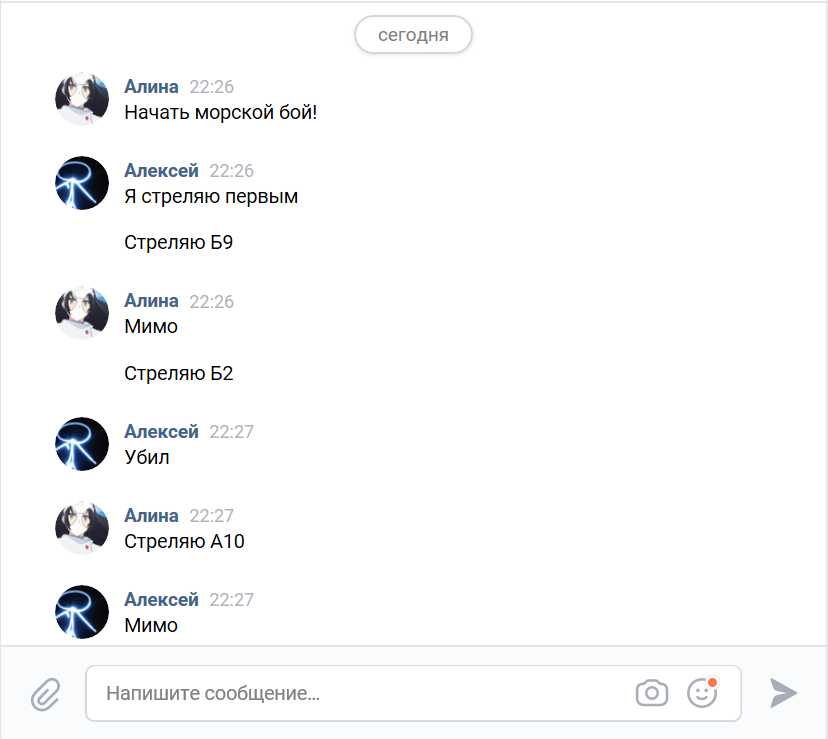 сегодня
Алина 22:26
Начать морской бой!
Алексей 22:26
Я стреляю первым
Стреляю Б9
Алина 22:26
Мимо
Стреляю Б2
Алексей 22:27
Убил
Алина 22:27
Стреляю А10
Алексей 22:27
Мимо
Напишите сообщение...